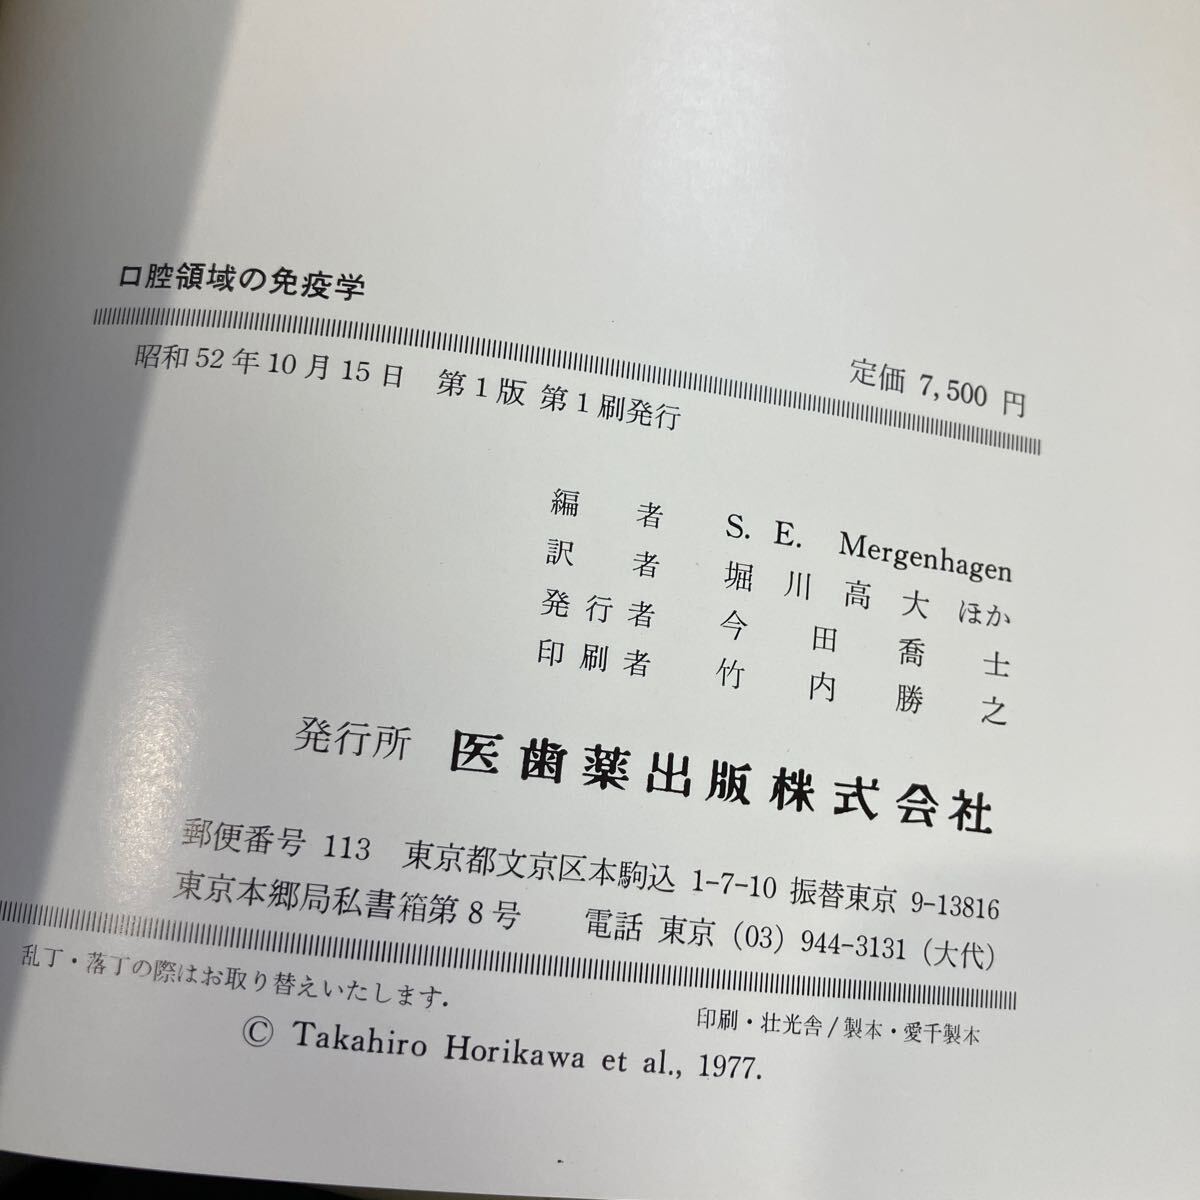 口腔領域の免疫学
定価 7,500 円
昭和52年10月15日 第1版 第1刷発行
編者 S. E. Mergenhagen
訳者 堀川高大ほか
発行者 今田喬士
印刷者 竹内勝之
発行所 医歯薬出版株式会社
郵便番号 113 東京都文京区本駒込 1-7-10 振替東京 9-13816
東京本郷局私書箱第8号 電話 東京 (03) 944-3131 (大代)
乱丁・落丁の際はお取り替えいたします.
印刷・壮光舎/製本・愛千製本
© Takahiro Horikawa et al., 1977.